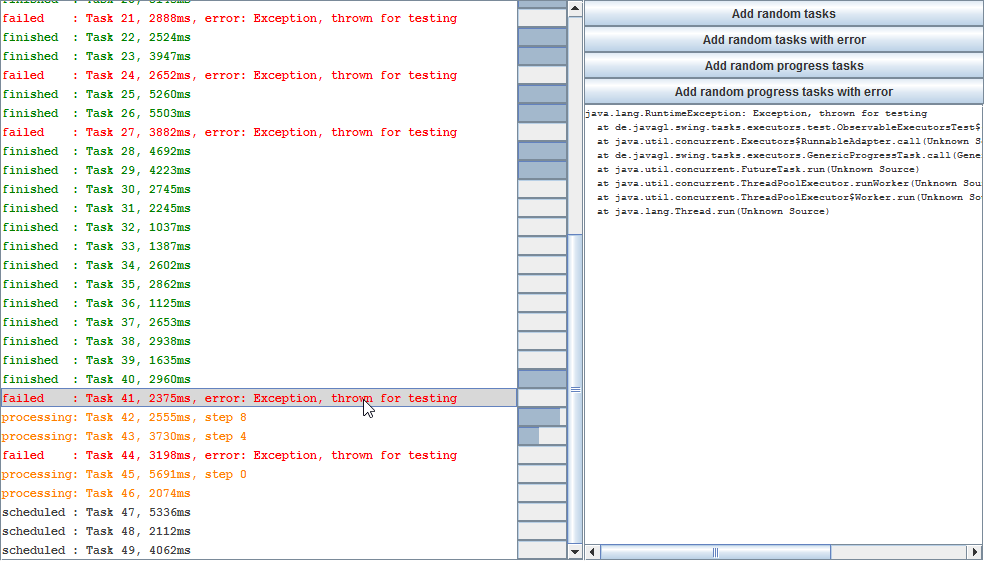 failed    : Task 21, 2888ms, error: Exception, thrown for testing
finished  : Task 22, 2524ms
finished  : Task 23, 3947ms
failed    : Task 24, 2652ms, error: Exception, thrown for testing
finished  : Task 25, 5260ms
finished  : Task 26, 5503ms
failed    : Task 27, 3882ms, error: Exception, thrown for testing
finished  : Task 28, 4692ms
finished  : Task 29, 4223ms
finished  : Task 30, 2745ms
finished  : Task 31, 2245ms
finished  : Task 32, 1037ms
finished  : Task 33, 1387ms
finished  : Task 34, 2602ms
finished  : Task 35, 2862ms
finished  : Task 36, 1125ms
finished  : Task 37, 2653ms
finished  : Task 38, 2938ms
finished  : Task 39, 1635ms
finished  : Task 40, 2960ms
failed    : Task 41, 2375ms, error: Exception, thrown for testing
processing: Task 42, 2555ms, step 8
processing: Task 43, 3730ms, step 4
failed    : Task 44, 3198ms, error: Exception, thrown for testing
processing: Task 45, 5691ms, step 0
processing: Task 46, 2074ms
scheduled : Task 47, 5336ms
scheduled : Task 48, 2112ms
scheduled : Task 49, 4062ms
Add random tasks
Add random tasks with error
Add random progress tasks
Add random progress tasks with error
java.lang.RuntimeException: Exception, thrown for testing
at de.javagl.swing.tasks.executors.test.ObservableExecutorsTest$
at java.util.concurrent.Executors$RunnableAdapter.call(Unknown S
at de.javagl.swing.tasks.executors.GenericProgressTask.call(Gene
at java.util.concurrent.FutureTask.run(Unknown Source)
at java.util.concurrent.ThreadPoolExecutor.runWorker(Unknown Sou
at java.util.concurrent.ThreadPoolExecutor$Worker.run(Unknown So
at java.lang.Thread.run(Unknown Source)